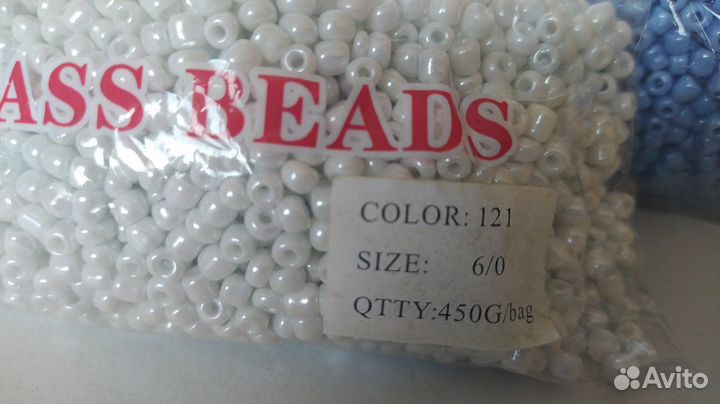 ASS BEADS
COLOR: 121
SIZE: 6/0
QTTY:450G/bag
Avito